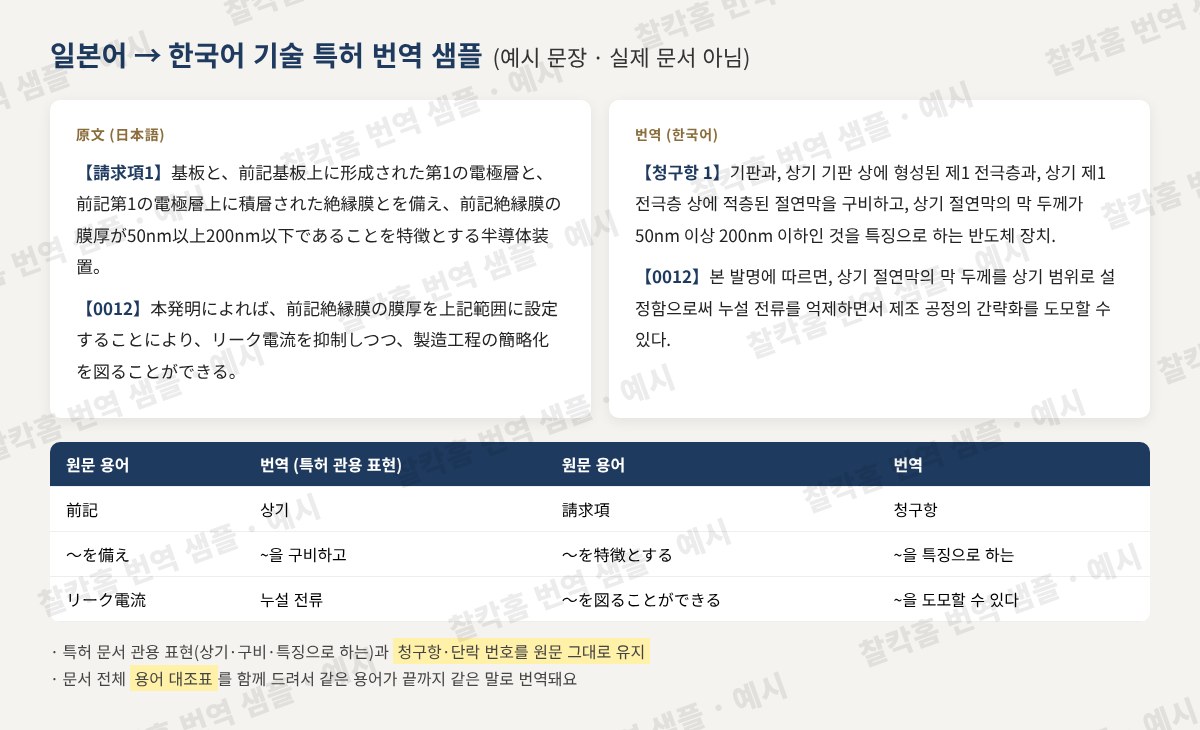 일본어 → 한국어 기술 특허 번역 샘플 (예시 문장 · 실제 문서 아님)
原文 (日本語)
【請求項1】基板と、前記基板上に形成された第1の電極層と、
前記第1の電極層上に積層された絶縁膜とを備え、前記絶縁膜の
膜厚が50nm以上200nm以下であることを特徴とする半導体装
置。
【0012】本発明によれば、前記絶縁膜の膜厚を上記範囲に設定
することにより、リーク電流を抑制しつつ、製造工程の簡略化
を図ることができる。
번역 (한국어)
【청구항 1】기판과, 상기 기판 상에 형성된 제1 전극층과, 상기 제1
전극층 상에 적층된 절연막을 구비하고, 상기 절연막의 막 두께가
50nm 이상 200nm 이하인 것을 특징으로 하는 반도체 장치.
【0012】본 발명에 따르면, 상기 절연막의 막 두께를 상기 범위로 설
정함으로써 누설 전류를 억제하면서 제조 공정의 간략화를 도모할 수
있다.
원문 용어 번역 (특허 관용 표현) 원문 용어 번역
前記 상기 請求項 청구항
〜を備え ~을 구비하고 〜を特徴とする ~을 특징으로 하는
リーク電流 누설 전류 〜を図ることができる ~을 도모할 수 있다
· 특허 문서 관용 표현(상기·구비·특징으로 하는)과 청구항·단락 번호를 원문 그대로 유지
· 문서 전체 용어 대조표를 함께 드려서 같은 용어가 끝까지 같은 말로 번역돼요
찰칵홈 번역 샘플 · 예시